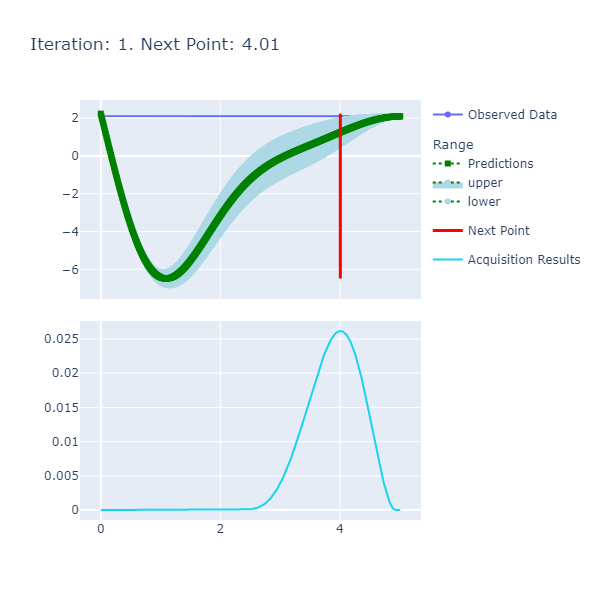 Iteration: 1. Next Point: 4.01
2
0
−2
−4
−6
Observed Data
Range
Predictions
upper
lower
Next Point
Acquisition Results
0.025
0.02
0.015
0.01
0.005
0
0
2
4